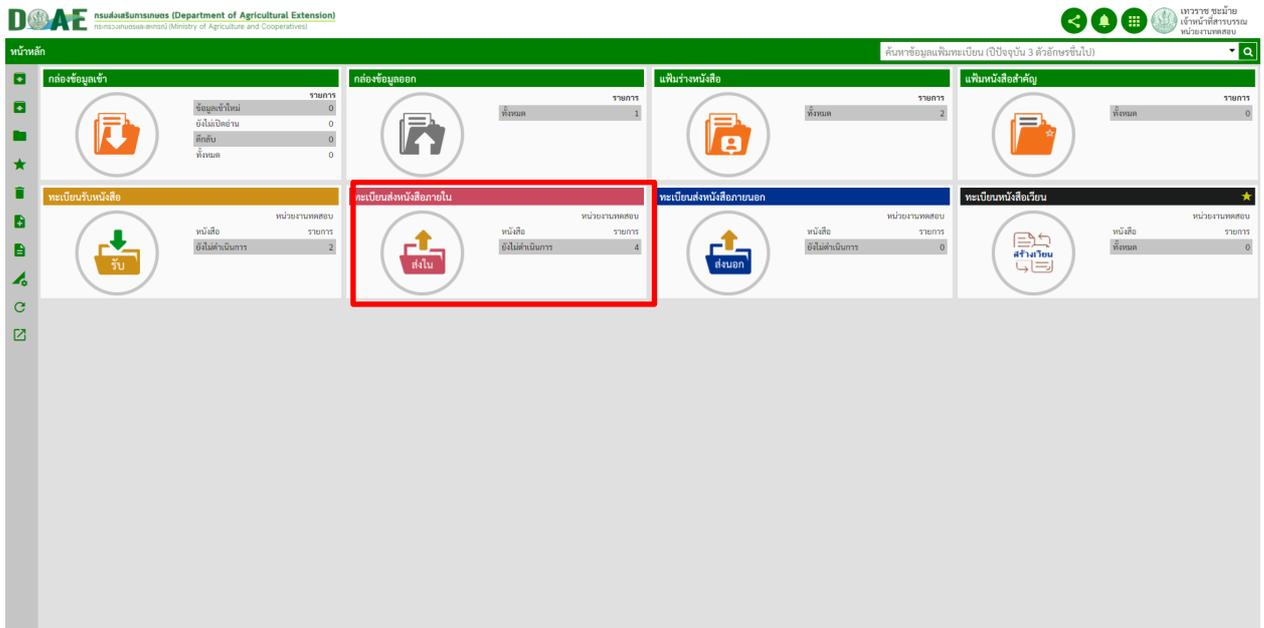 DOAE
กรมส่งเสริมการเกษตร (Department of Agricultural Extension)
กระทรวงเกษตรและสหกรณ์ (Ministry of Agriculture and Cooperatives)
เทวราช ชะม้าย
เจ้าหน้าที่สารบรรณ
หน่วยงานทดสอบ
หน้าหลัก
ค้นหาข้อมูลแฟ้มทะเบียน (ปีปัจจุบัน 3 ตัวอักษรขึ้นไป)
กล่องข้อมูลเข้า
รายการ
ข้อมูลเข้าใหม่ 0
ยังไม่เปิดอ่าน 0
ดึกลับ 0
ทั้งหมด 0
กล่องข้อมูลออก
รายการ
ทั้งหมด 1
แฟ้มร่างหนังสือ
รายการ
ทั้งหมด 2
แฟ้มหนังสือสำคัญ
รายการ
ทั้งหมด 0
ทะเบียนรับหนังสือ
หน่วยงานทดสอบ
หนังสือ รายการ
ยังไม่ดำเนินการ 2
รับ
ทะเบียนส่งหนังสือภายใน
หน่วยงานทดสอบ
หนังสือ รายการ
ยังไม่ดำเนินการ 4
ส่งใน
ทะเบียนส่งหนังสือภายนอก
หน่วยงานทดสอบ
หนังสือ รายการ
ยังไม่ดำเนินการ 0
ส่งนอก
ทะเบียนหนังสือเวียน
หน่วยงานทดสอบ
หนังสือ รายการ
ทั้งหมด 0
สร้างเวียน